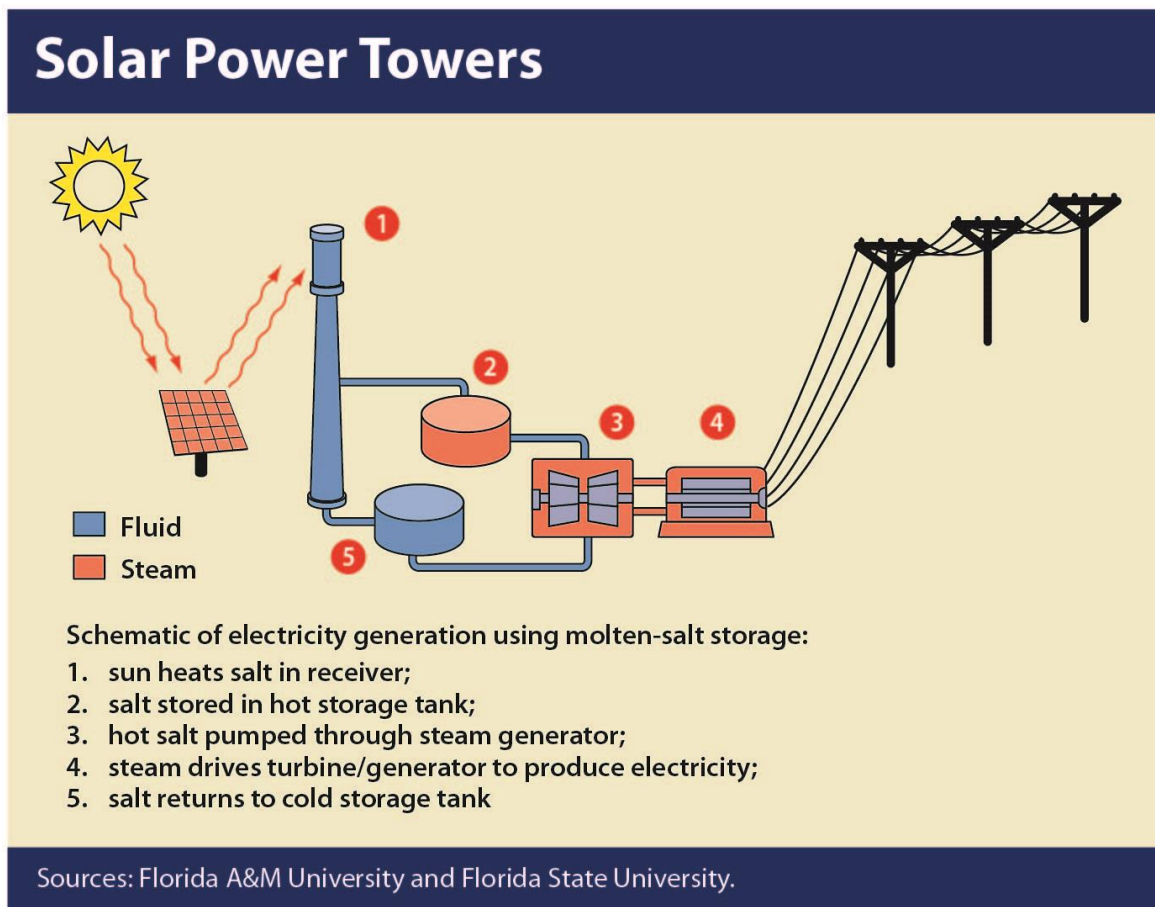 Solar Power Towers
1
2
3
4
5
Fluid
Steam
Schematic of electricity generation using molten-salt storage:
1. sun heats salt in receiver;
2. salt stored in hot storage tank;
3. hot salt pumped through steam generator;
4. steam drives turbine/generator to produce electricity;
5. salt returns to cold storage tank
Sources: Florida A&M University and Florida State University.